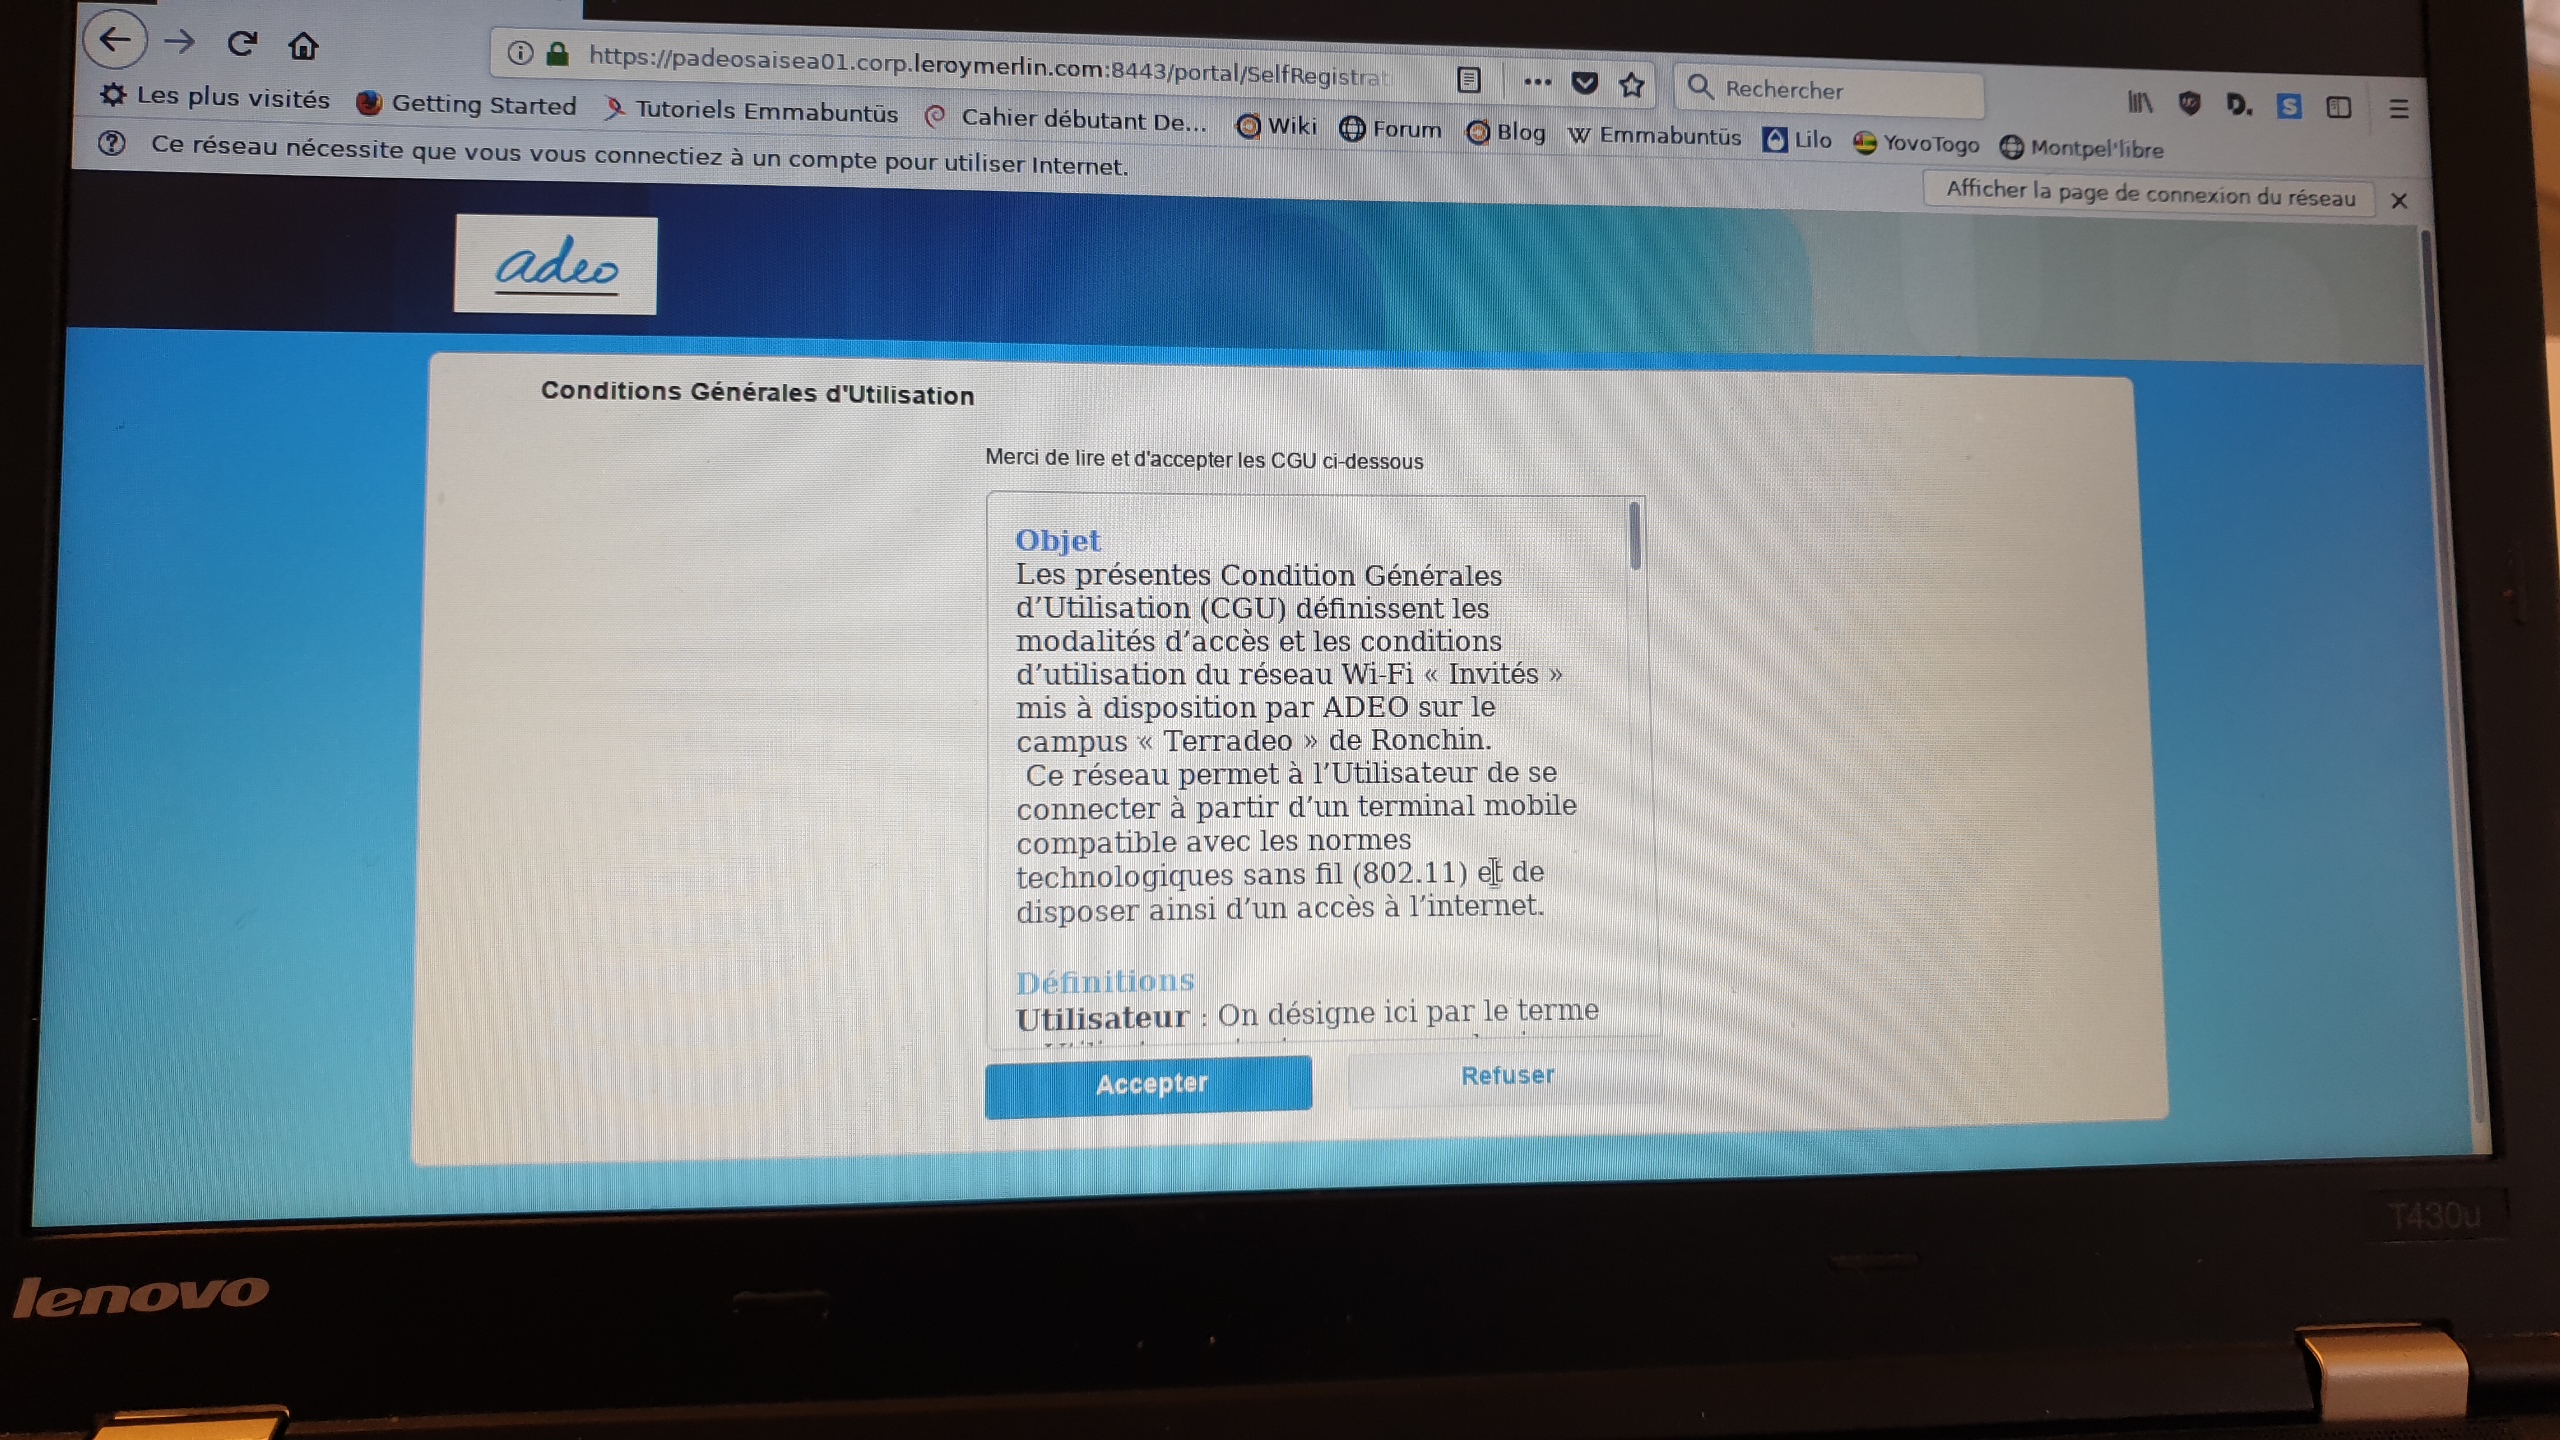 https://padeosaisea01.corp.leroymerlin.com:8443/portal/SelfRegistrat
Rechercher
Les plus visités
Getting Started
Tutoriels Emmabuntüs
Cahier débutant De...
Wiki
Forum
Blog
W Emmabuntüs
Lilo
YovoTogo
Montpel'libre
D.
S
Ce réseau nécessite que vous vous connectiez à un compte pour utiliser Internet.
Afficher la page de connexion du réseau
adeo
Conditions Générales d'Utilisation
Merci de lire et d'accepter les CGU ci-dessous
Objet
Les présentes Condition Générales
d’Utilisation (CGU) définissent les
modalités d’accès et les conditions
d’utilisation du réseau Wi-Fi « Invités »
mis à disposition par ADEO sur le
campus « Terradeo » de Ronchin.
Ce réseau permet à l’Utilisateur de se
connecter à partir d’un terminal mobile
compatible avec les normes
technologiques sans fil (802.11) et de
disposer ainsi d’un accès à l’internet.
Définitions
Utilisateur : On désigne ici par le terme
Accepter
Refuser
T430u
lenovo